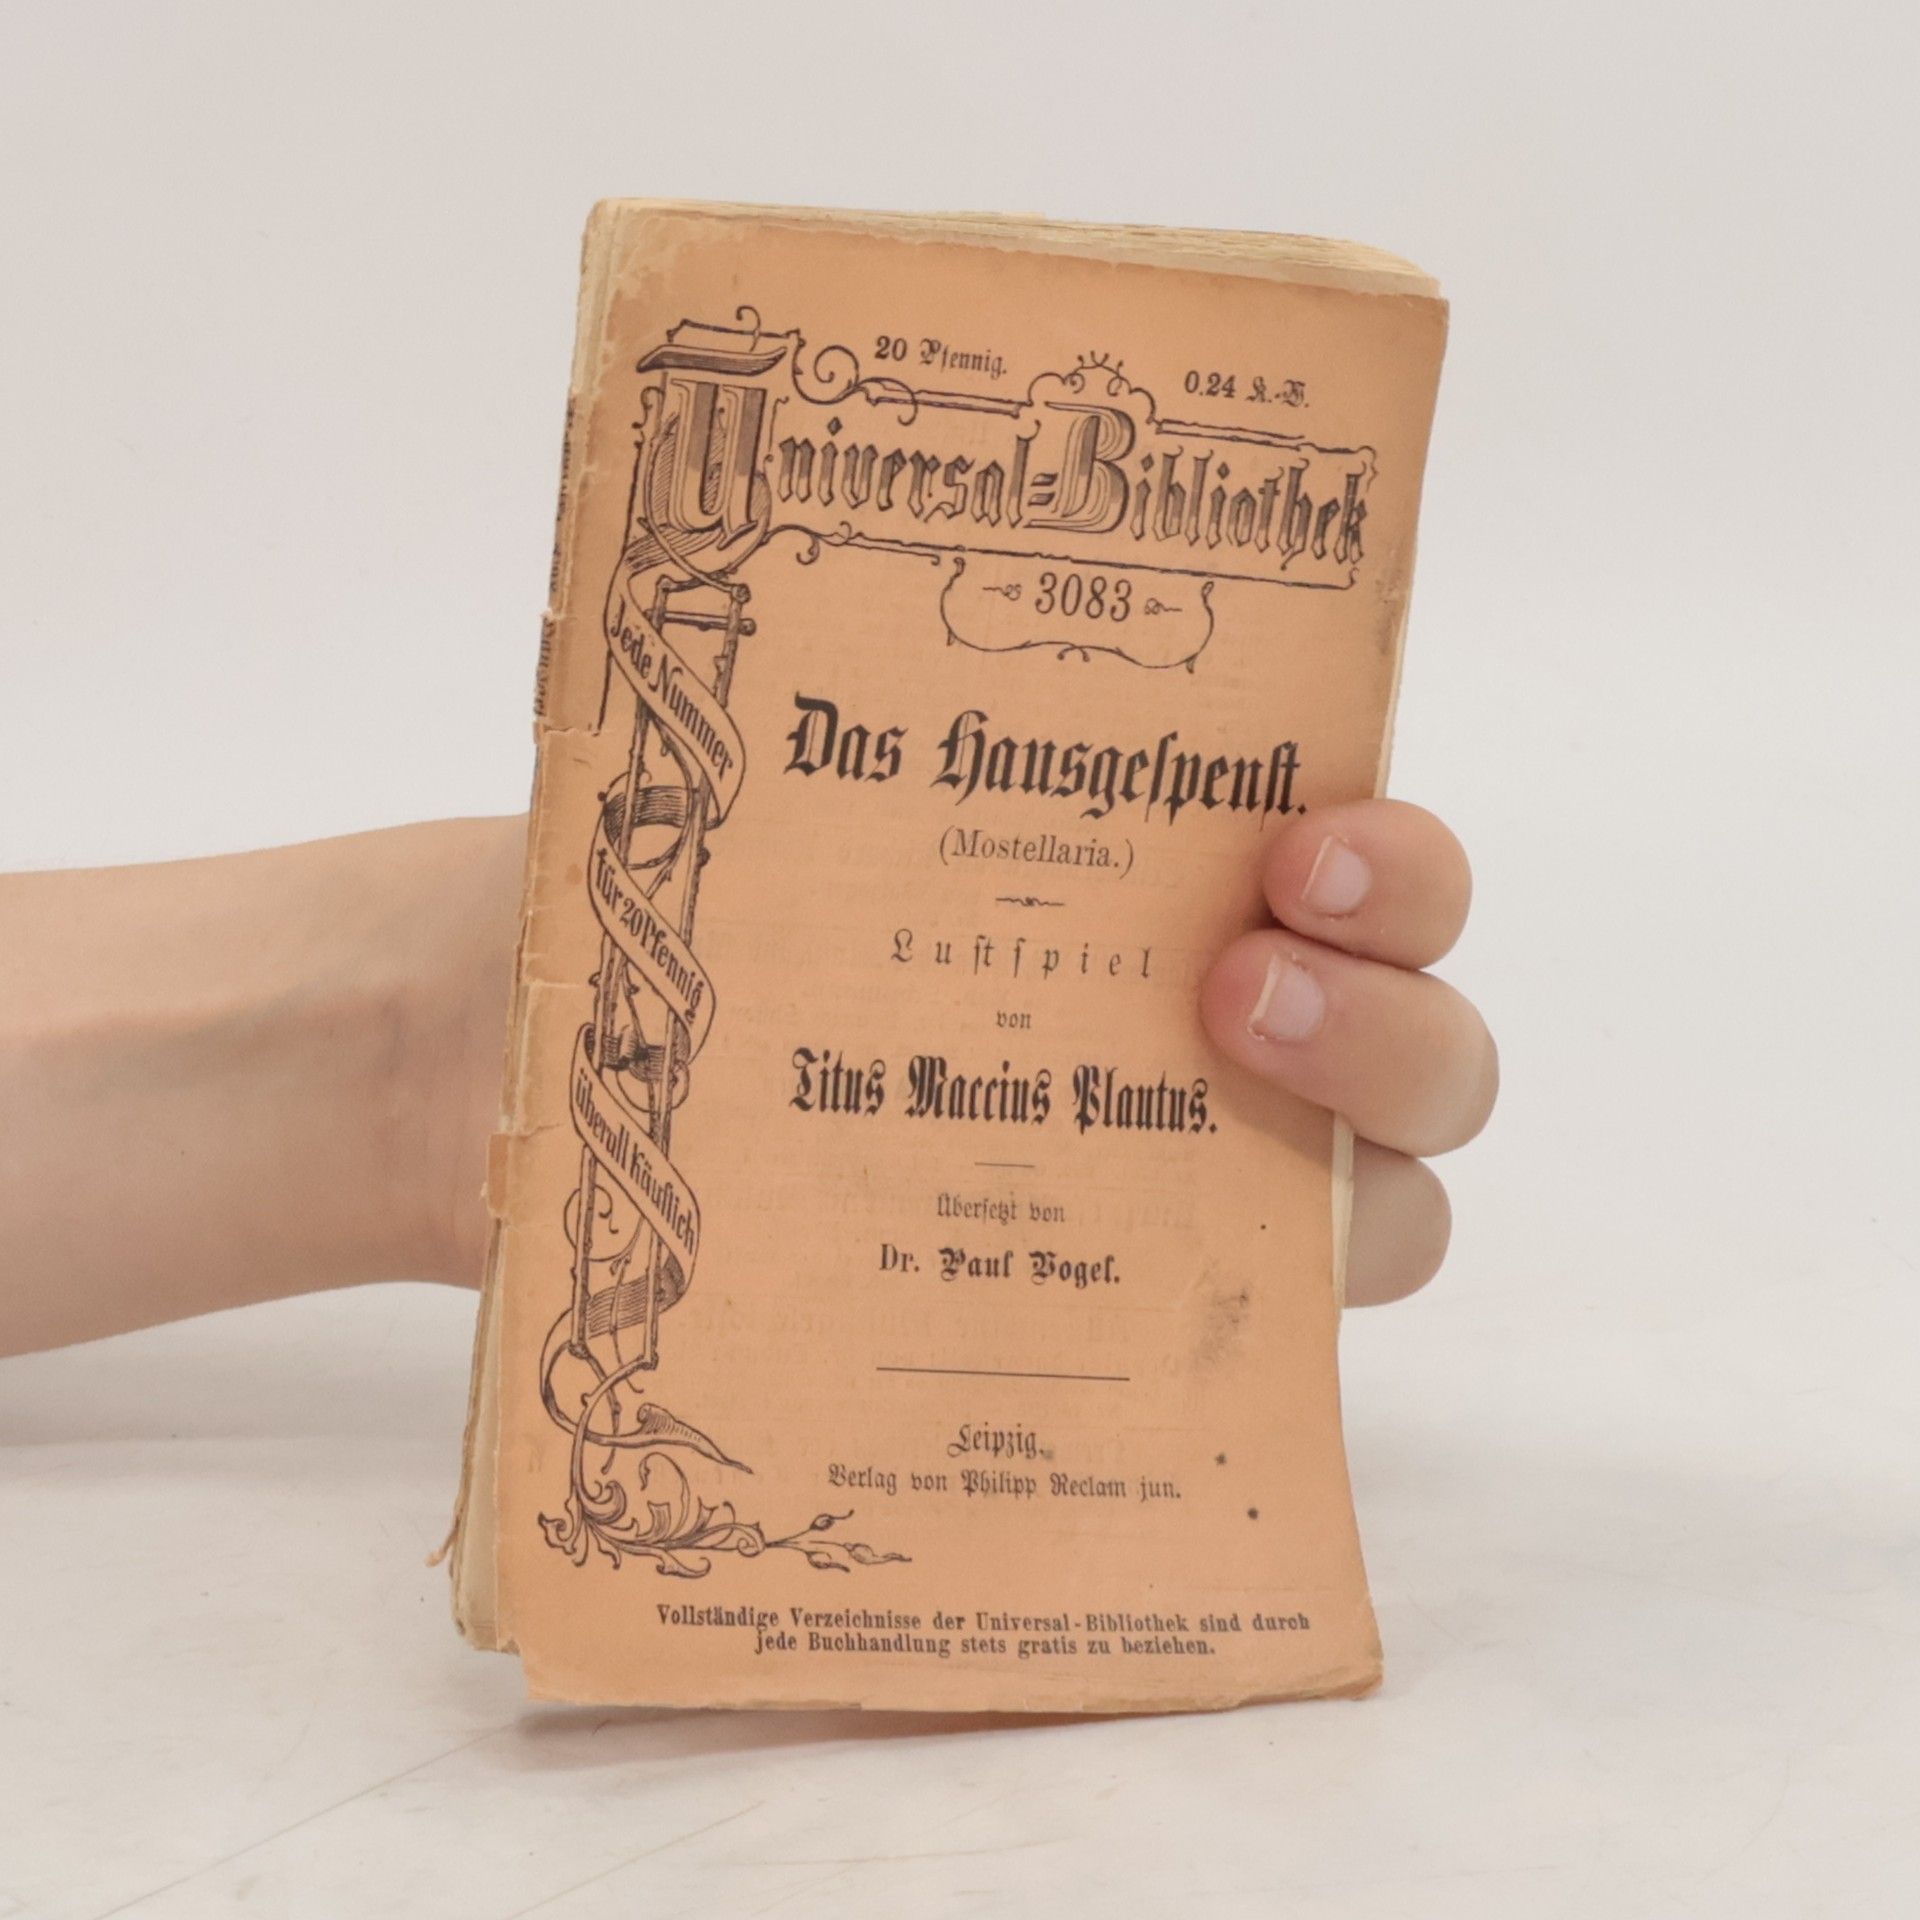 20 Pfennig. 0.24 K.-W.
Universal-Bibliothek
3083
Jede Nummer
für 20 Pfennig
überall käuflich
Das Hausgeſpenſt.
(Mostellaria.)
Luſtſpiel
von
Titus Maccius Plautus.
Überſetzt von
Dr. Paul Vogel.
Leipzig.
Verlag von Philipp Reclam jun.
Vollständige Verzeichnisse der Universal-Bibliothek sind durch
jede Buchhandlung stets gratis zu beziehen.